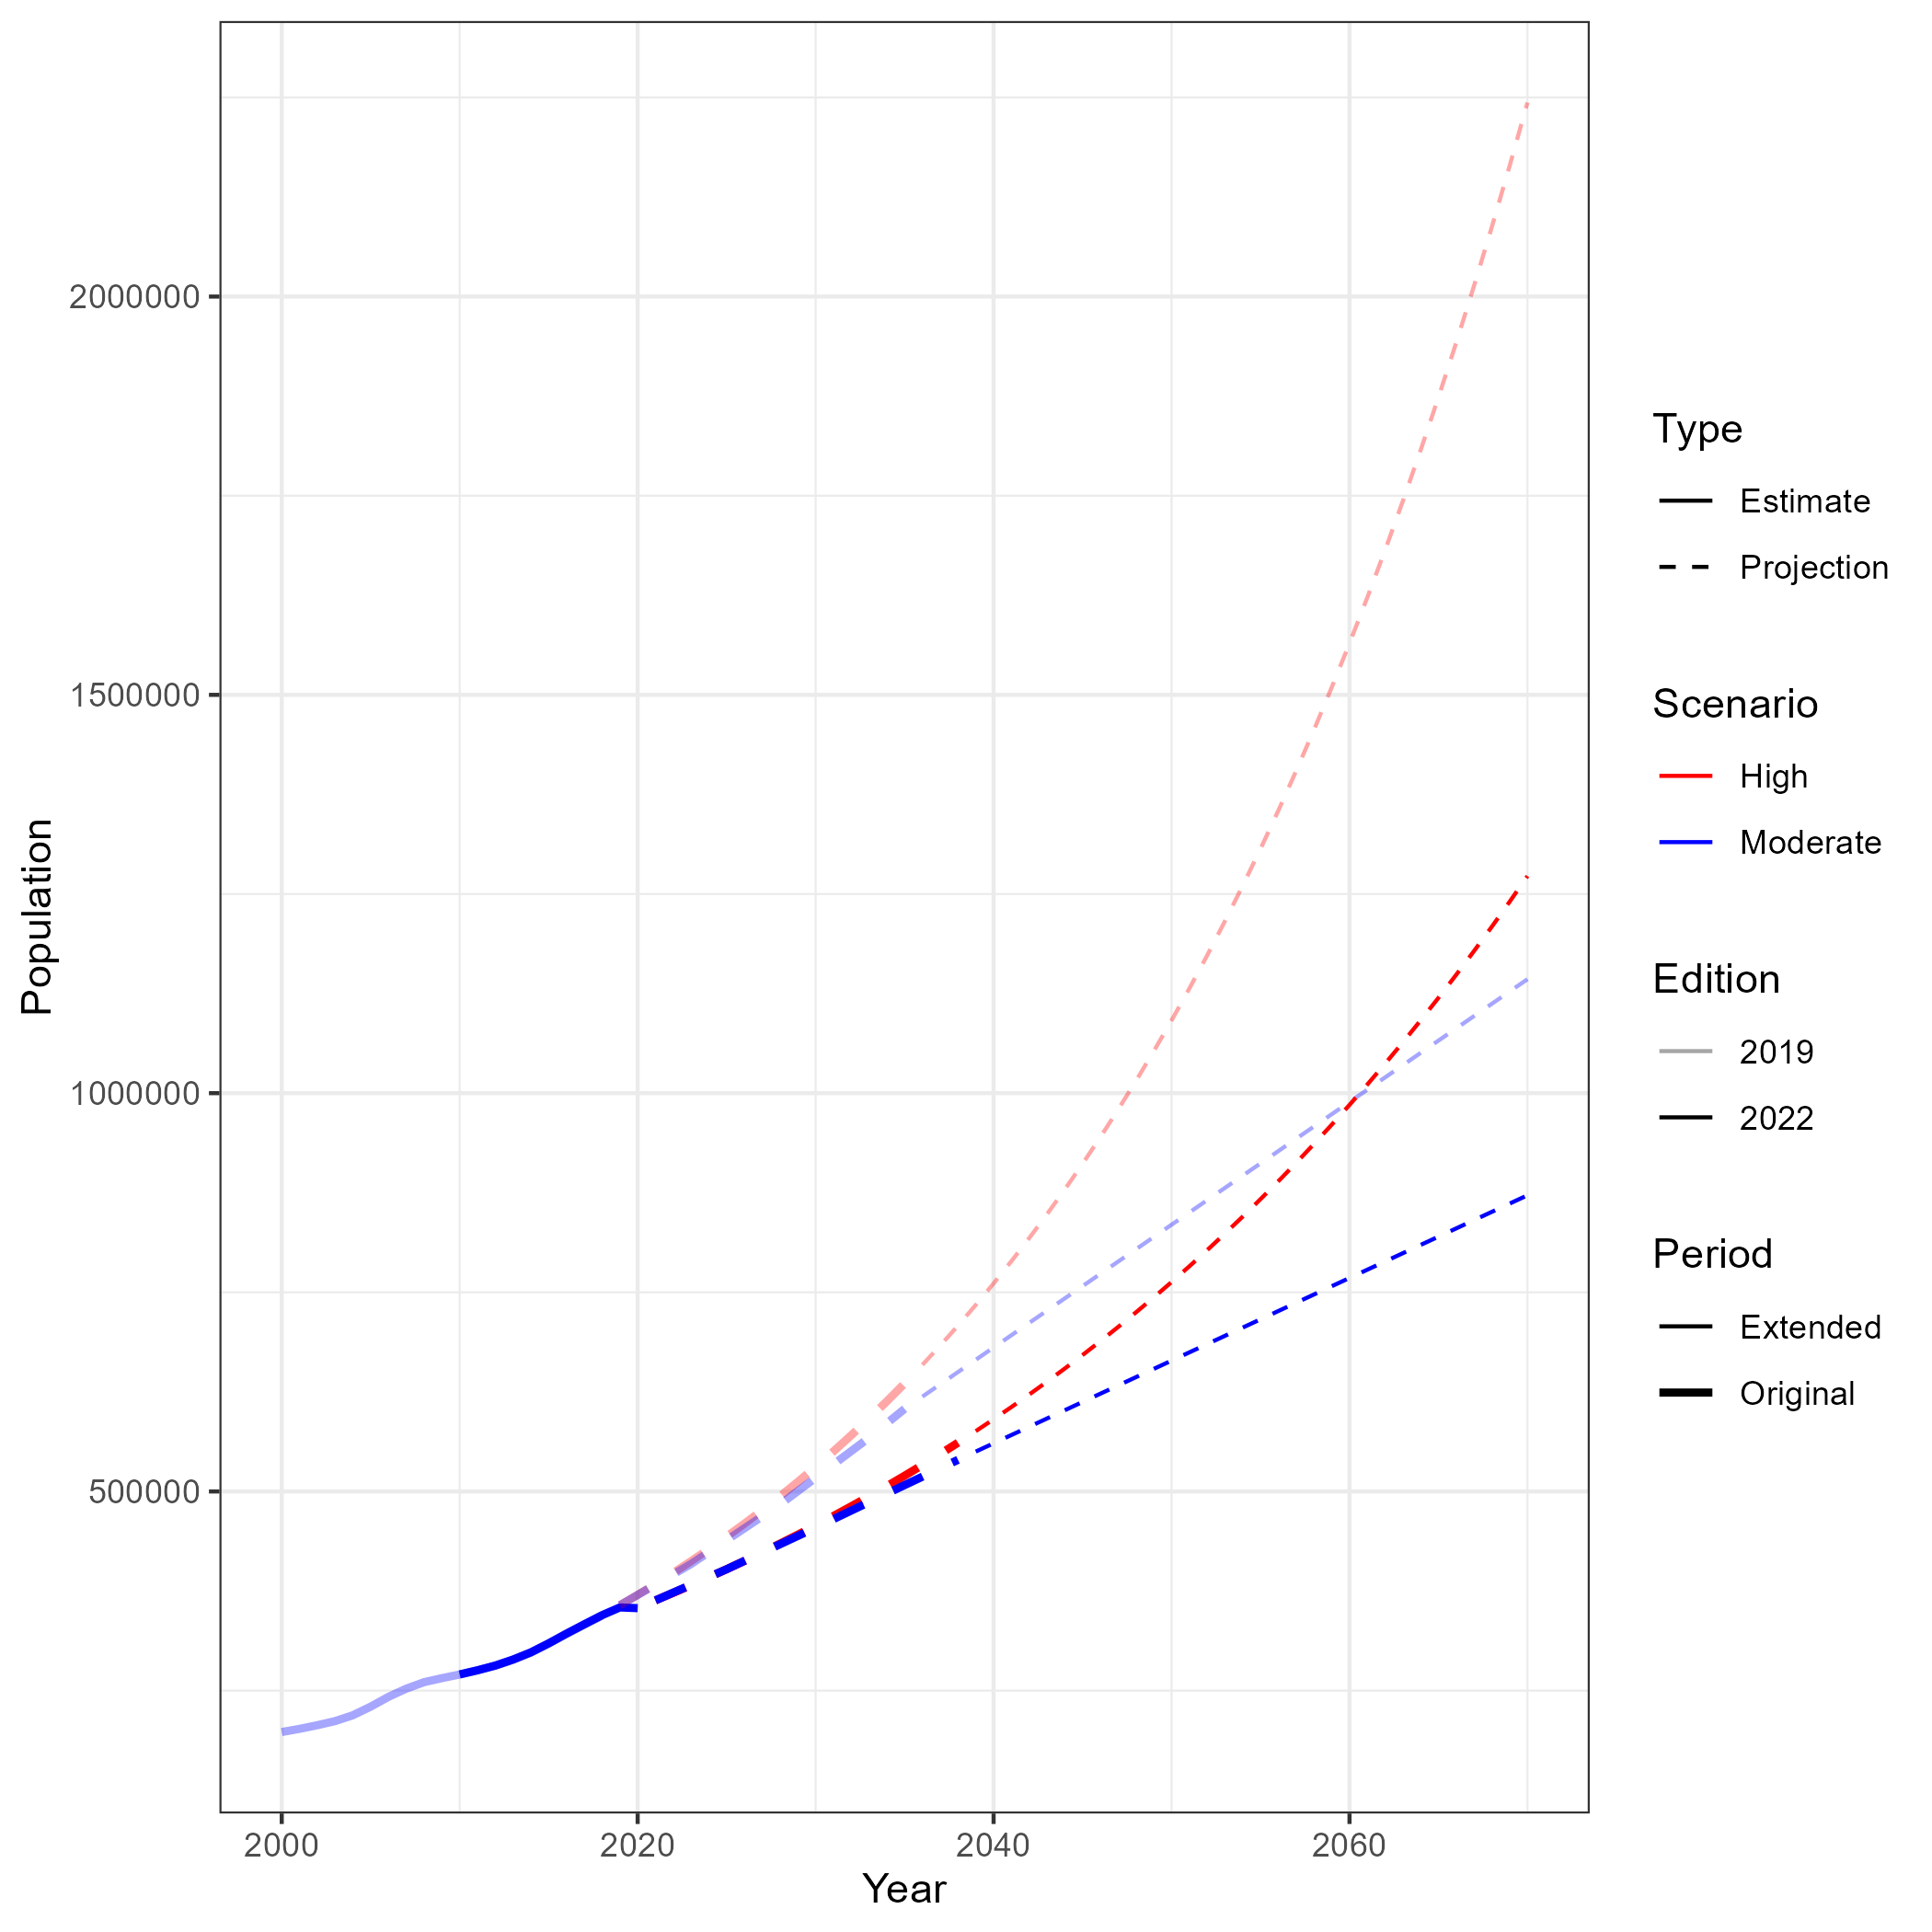 Population
2000000
1500000
1000000
500000
2000
2020
2040
2060
Year
Type
Estimate
Projection
Scenario
High
Moderate
Edition
2019
2022
Period
Extended
Original